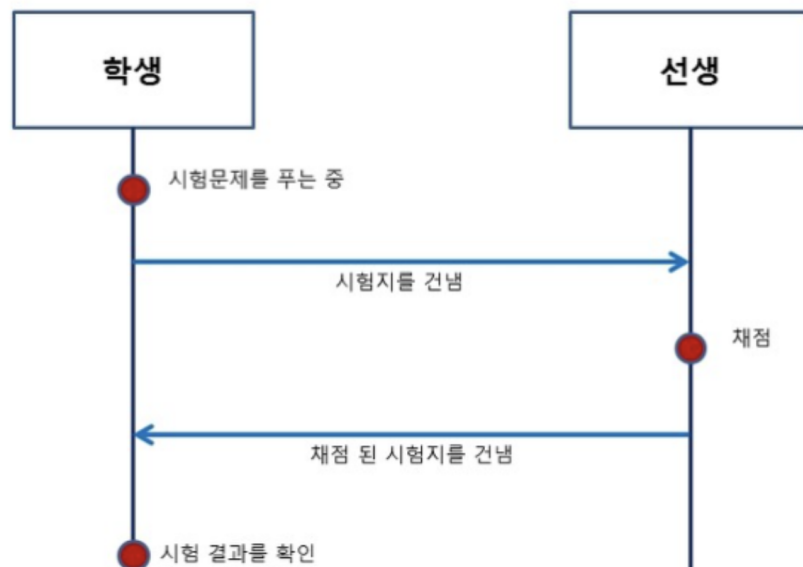 학생
선생
시험문제를 푸는 중
시험지를 건냄
채점
채점 된 시험지를 건냄
시험 결과를 확인